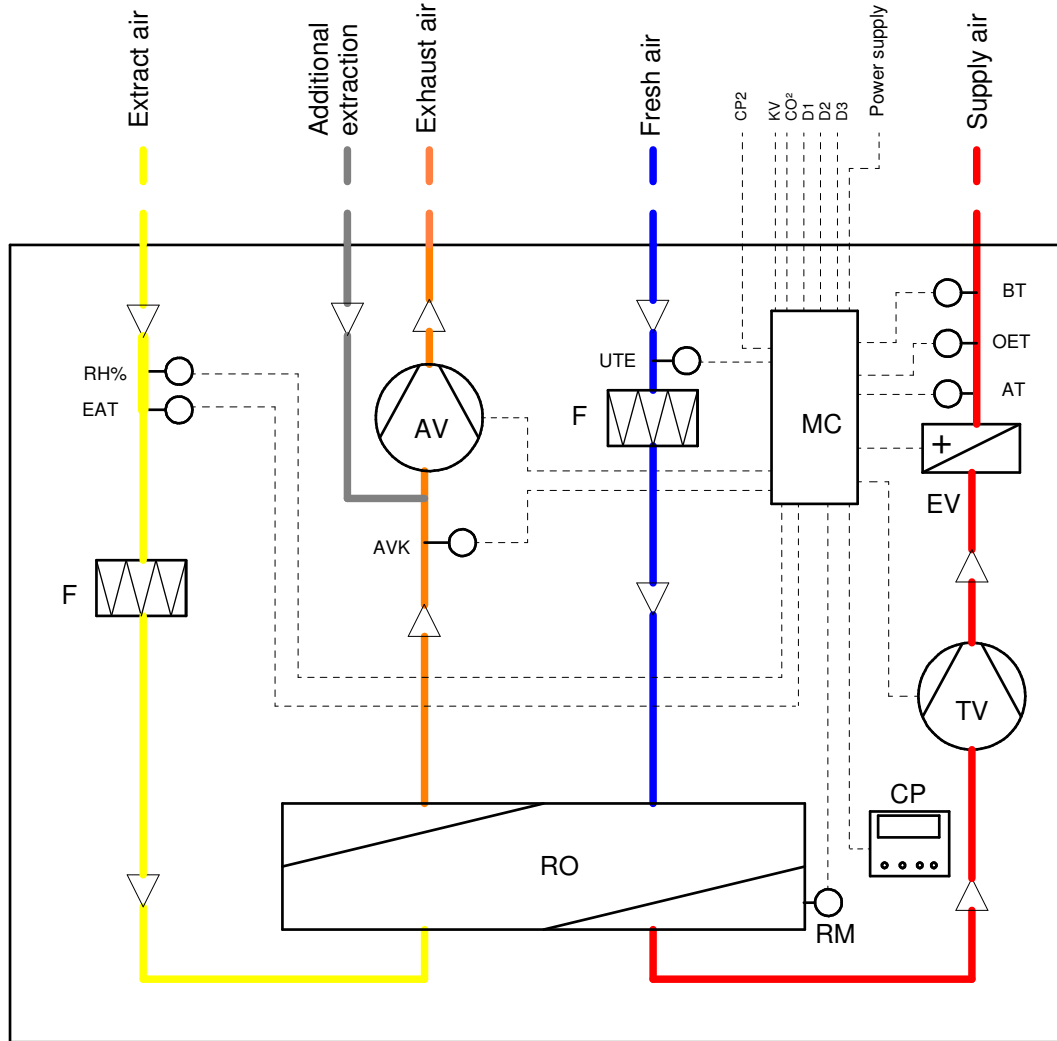 Extract air
Additional
extraction
Exhaust air
Fresh air
CP2
KV
CO²
D1
D2
D3
Power supply
Supply air
BT
OET
AT
RH%
EAT
UTE
F
AV
MC
+
EV
AVK
F
TV
CP
RO
RM